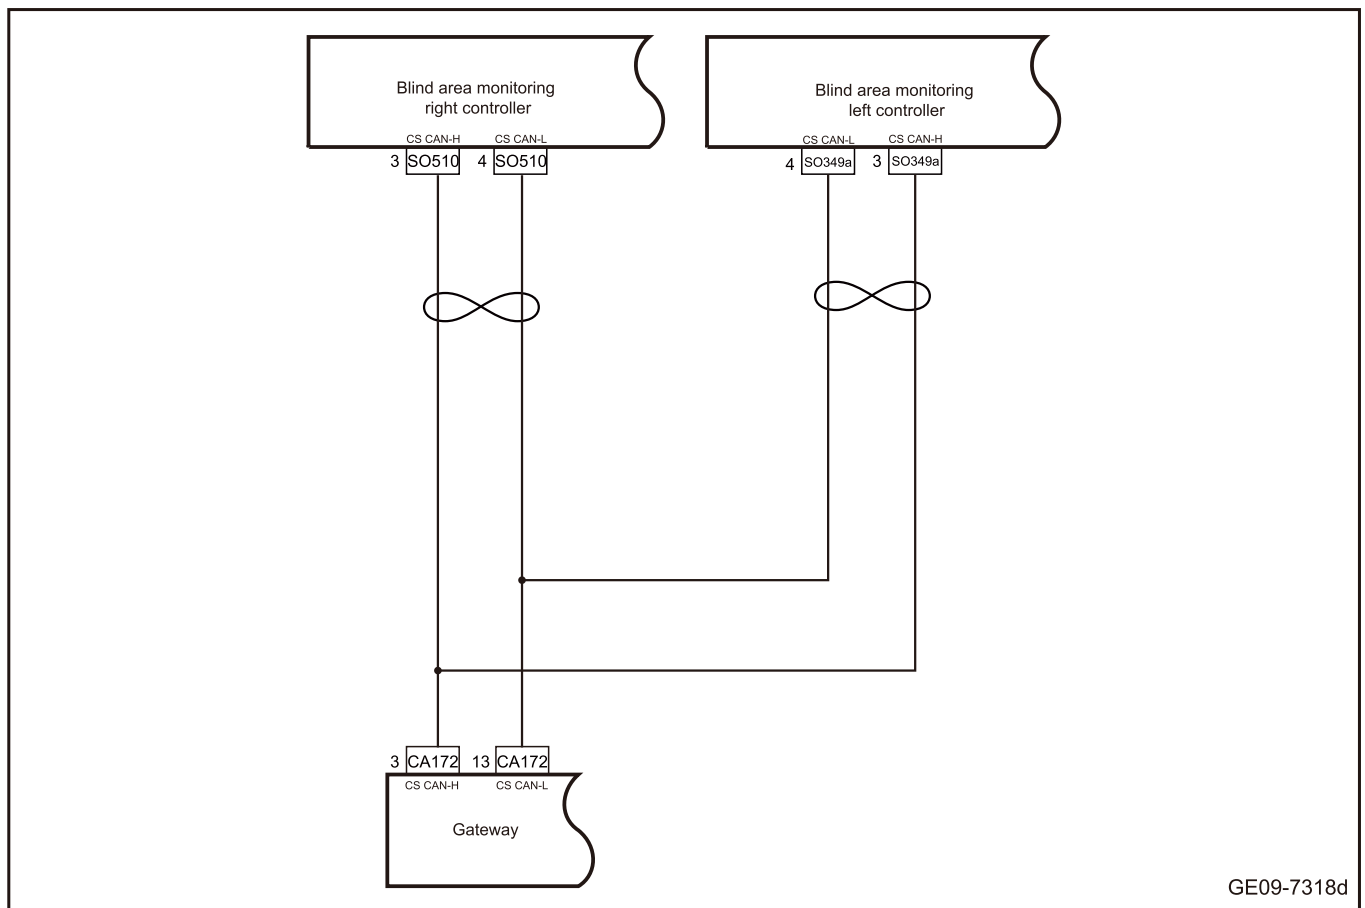 Blind area monitoring
right controller
CS CAN-H
CS CAN-L
3
SO510
4
SO510
Blind area monitoring
left controller
CS CAN-L
CS CAN-H
4
SO349a
3
SO349a
3
CA172
13
CA172
CS CAN-H
CS CAN-L
Gateway
GE09-7318d